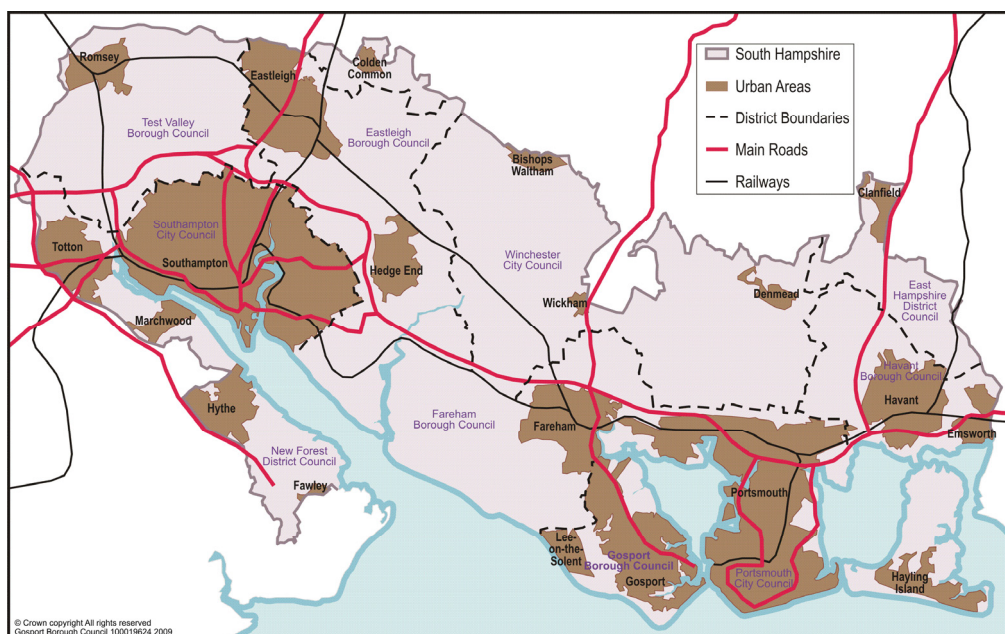 South Hampshire
Urban Areas
District Boundaries
Main Roads
Railways
Romsey
Eastleigh
Colden
Common
Test Valley
Borough Council
Eastleigh
Borough Council
Bishops
Waltham
Clanfield
Southampton
City Council
Totton
Southampton
Hedge End
Winchester
City Council
Wickham
Denmead
East
Hampshire
District
Council
Marchwood
Havant
Borough Council
Havant
Hythe
Fareham
Borough Council
Fareham
Emsworth
New Forest
District Council
Fawley
Portsmouth
Lee-
on-the-
Solent
Gosport
Borough Council
Gosport
Portsmouth
City Council
Hayling
Island
© Crown copyright All rights reserved
Gosport Borough Council 100019624 2009